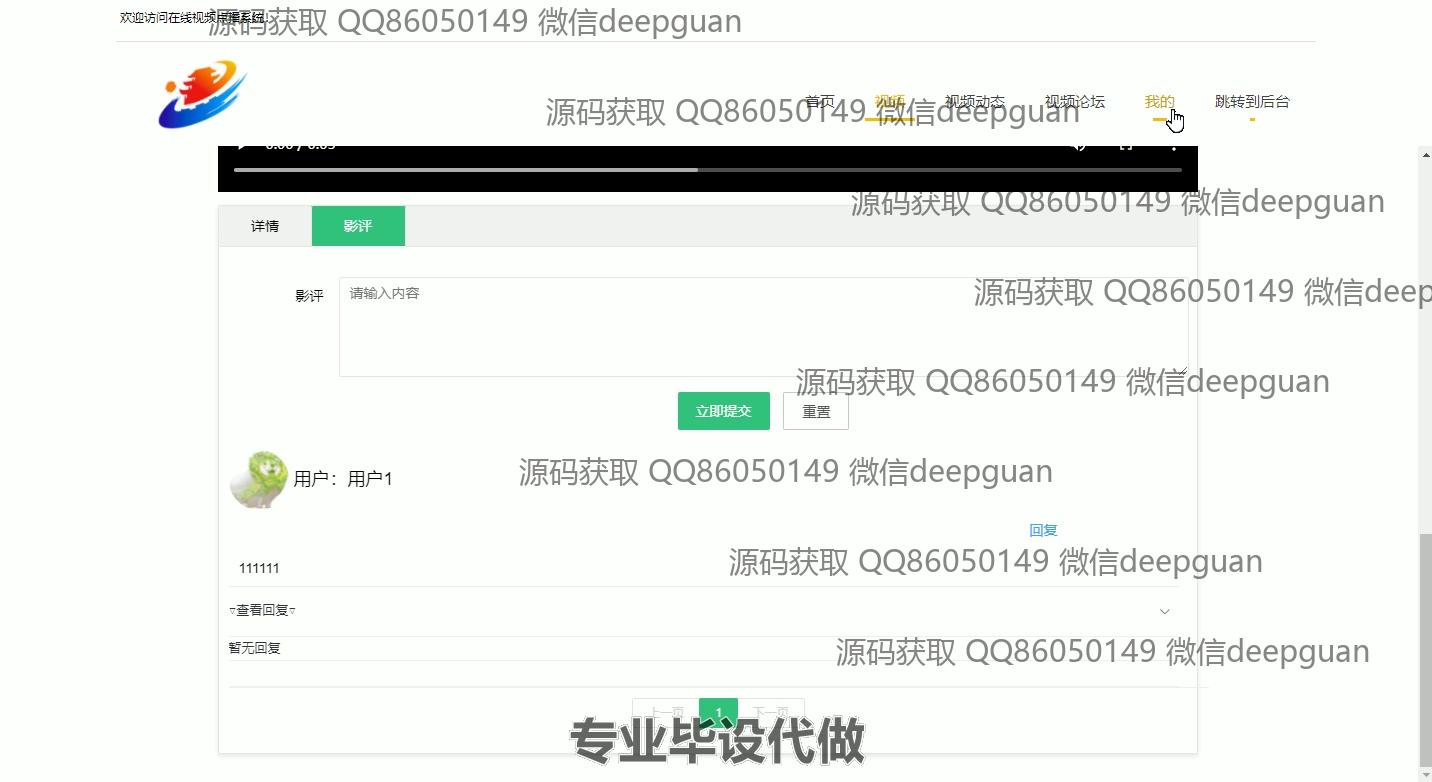 欢迎访问在线视频点播系统!
源码获取 QQ86050149 微信deepguan
首页 视频 视频动态 视频论坛 我的 跳转到后台
源码获取 QQ86050149 微信deepguan
0:00 / 0:05
源码获取 QQ86050149 微信deepguan
详情 影评
影评 请输入内容
源码获取 QQ86050149 微信deep
源码获取 QQ86050149 微信deepguan
立即提交 重置
用户：用户1
源码获取 QQ86050149 微信deepguan
回复
111111
源码获取 QQ86050149 微信deepguan
▿查看回复▿
暂无回复
源码获取 QQ86050149 微信deepguan
上一页 1 下一页
专业毕设代做